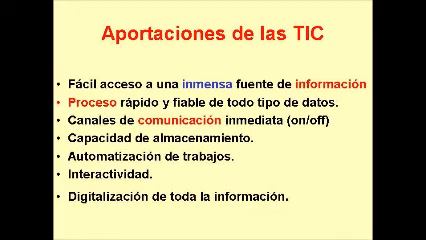 Aportaciones de las TIC
• Fácil acceso a una inmensa fuente de información
• Proceso rápido y fiable de todo tipo de datos.
• Canales de comunicación inmediata (on/off)
• Capacidad de almacenamiento.
• Automatización de trabajos.
• Interactividad.
• Digitalización de toda la información.